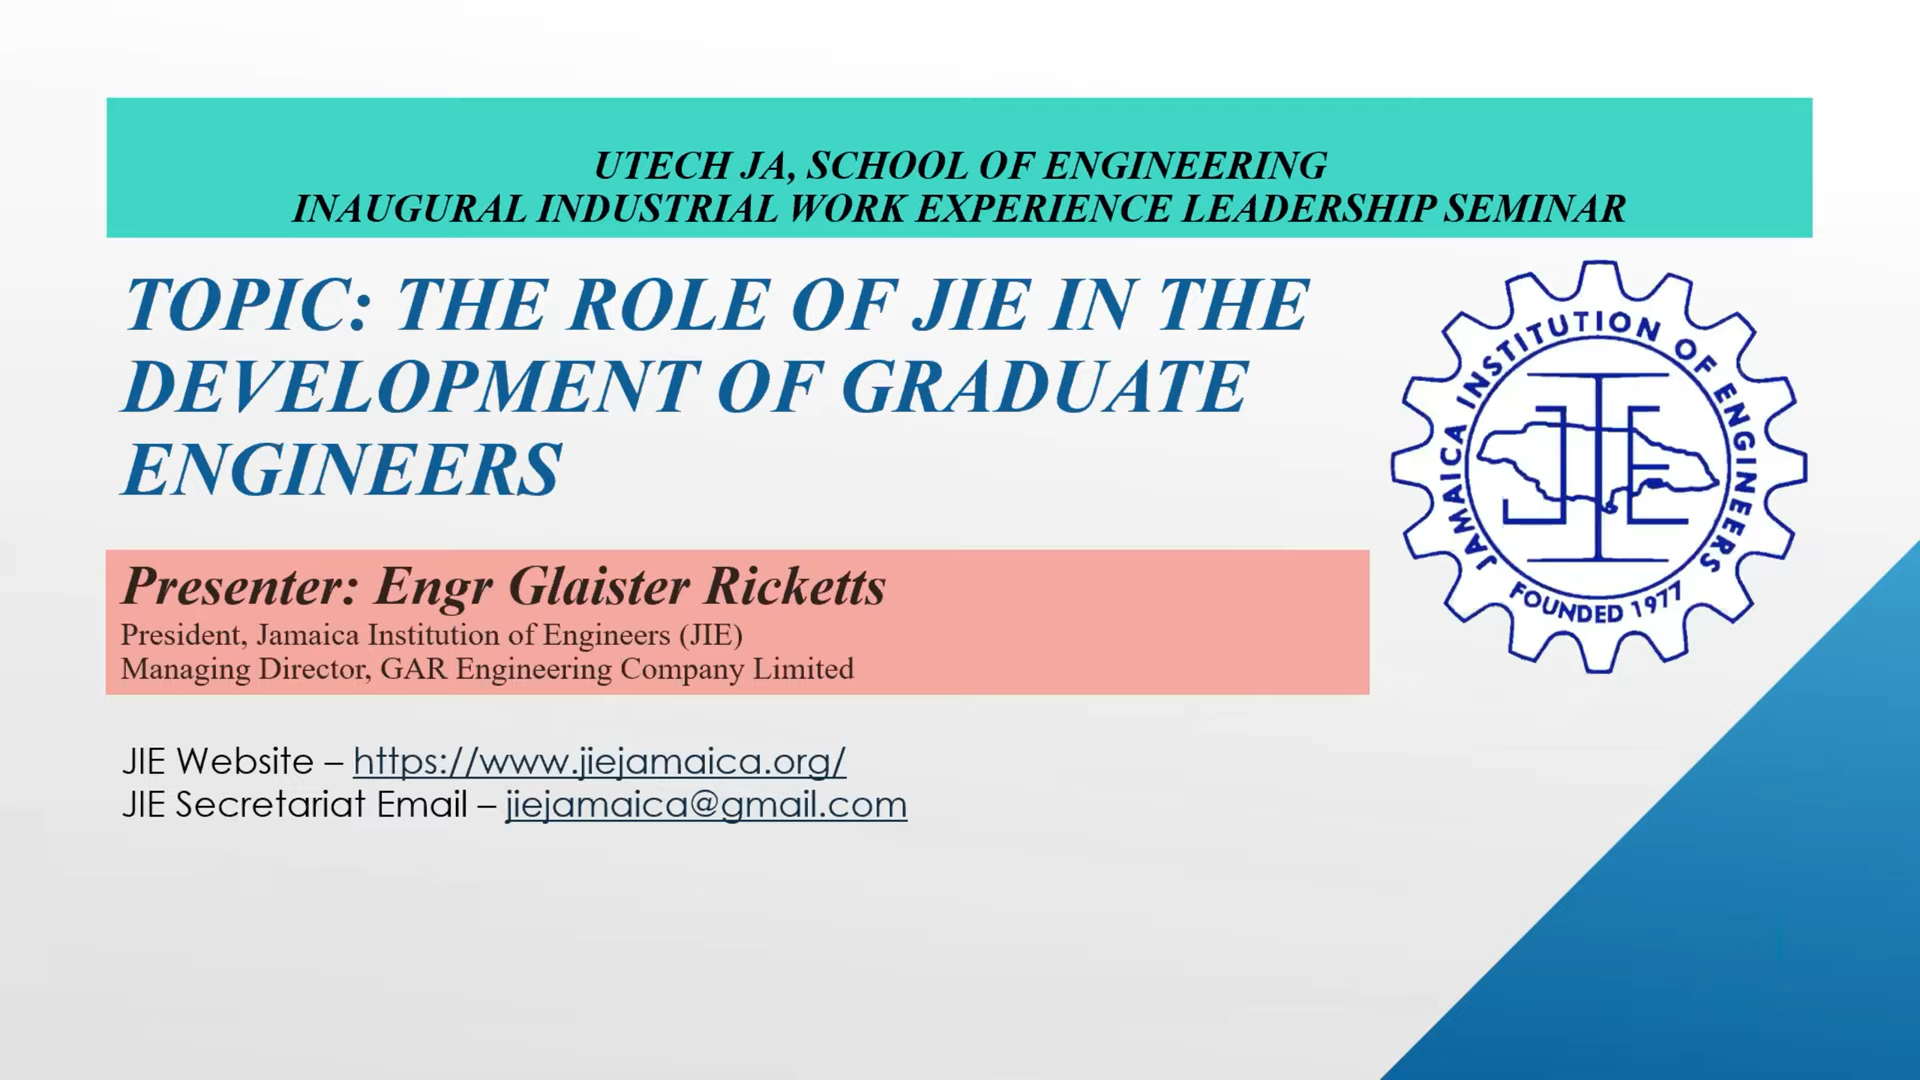 UTECH JA, SCHOOL OF ENGINEERING
INAUGURAL INDUSTRIAL WORK EXPERIENCE LEADERSHIP SEMINAR
TOPIC: THE ROLE OF JIE IN THE
DEVELOPMENT OF GRADUATE
ENGINEERS
JAMAICA INSTITUTION OF ENGINEERS
JIE
FOUNDED 1977
Presenter: Engr Glaister Ricketts
President, Jamaica Institution of Engineers (JIE)
Managing Director, GAR Engineering Company Limited
JIE Website – https://www.jiejamaica.org/
JIE Secretariat Email – jiejamaica@gmail.com
1